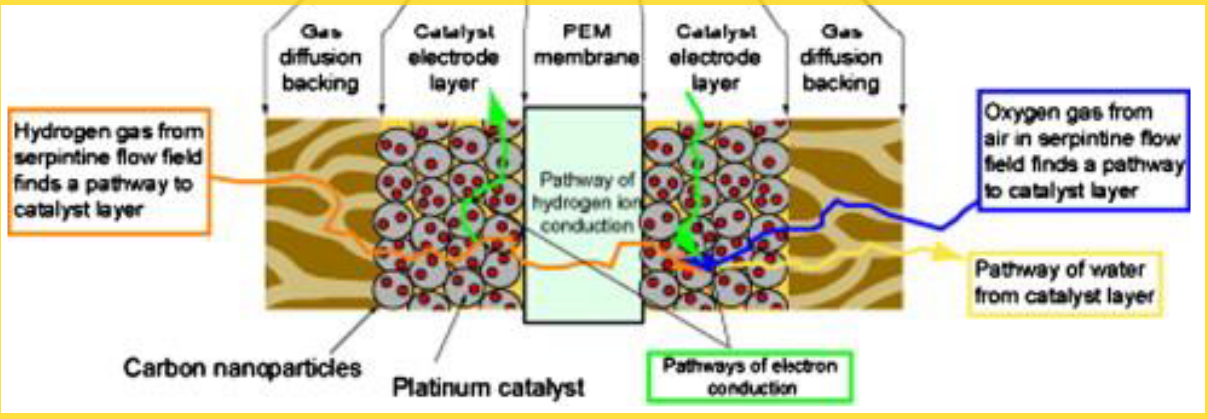 Gas
diffusion
backing
Catalyst
electrode
layer
PEM
membrane
Catalyst
electrode
layer
Gas
diffusion
backing
Hydrogen gas from
serpintine flow field
finds a pathway to
catalyst layer
Pathway of
hydrogen ion
conduction
Oxygen gas from
air in serpintine flow
field finds a pathway
to catalyst layer
Pathway of water
from catalyst layer
Carbon nanoparticles
Platinum catalyst
Pathways of electron
conduction